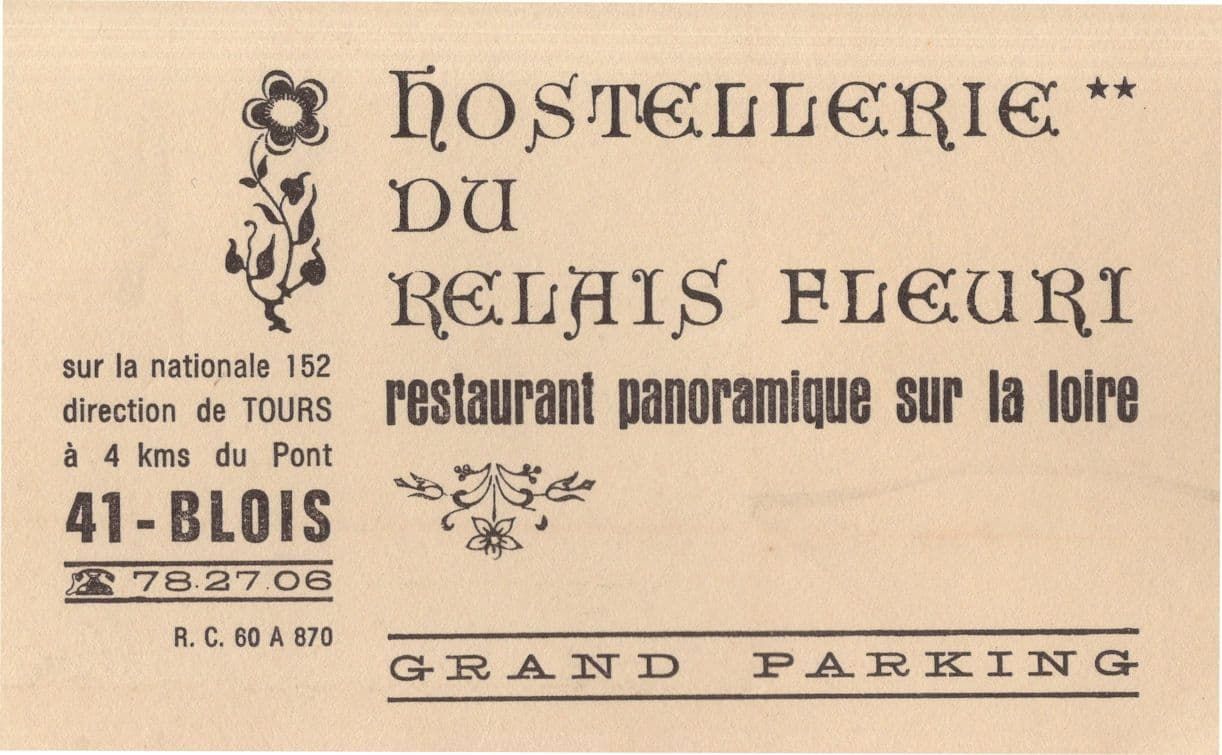 HOSTELLERIE **
DU
RELAIS FLEURI
restaurant panoramique sur la loire
sur la nationale 152
direction de TOURS
à 4 kms du Pont
41-BLOIS
78.27.06
R. C. 60 A 870
GRAND PARKING